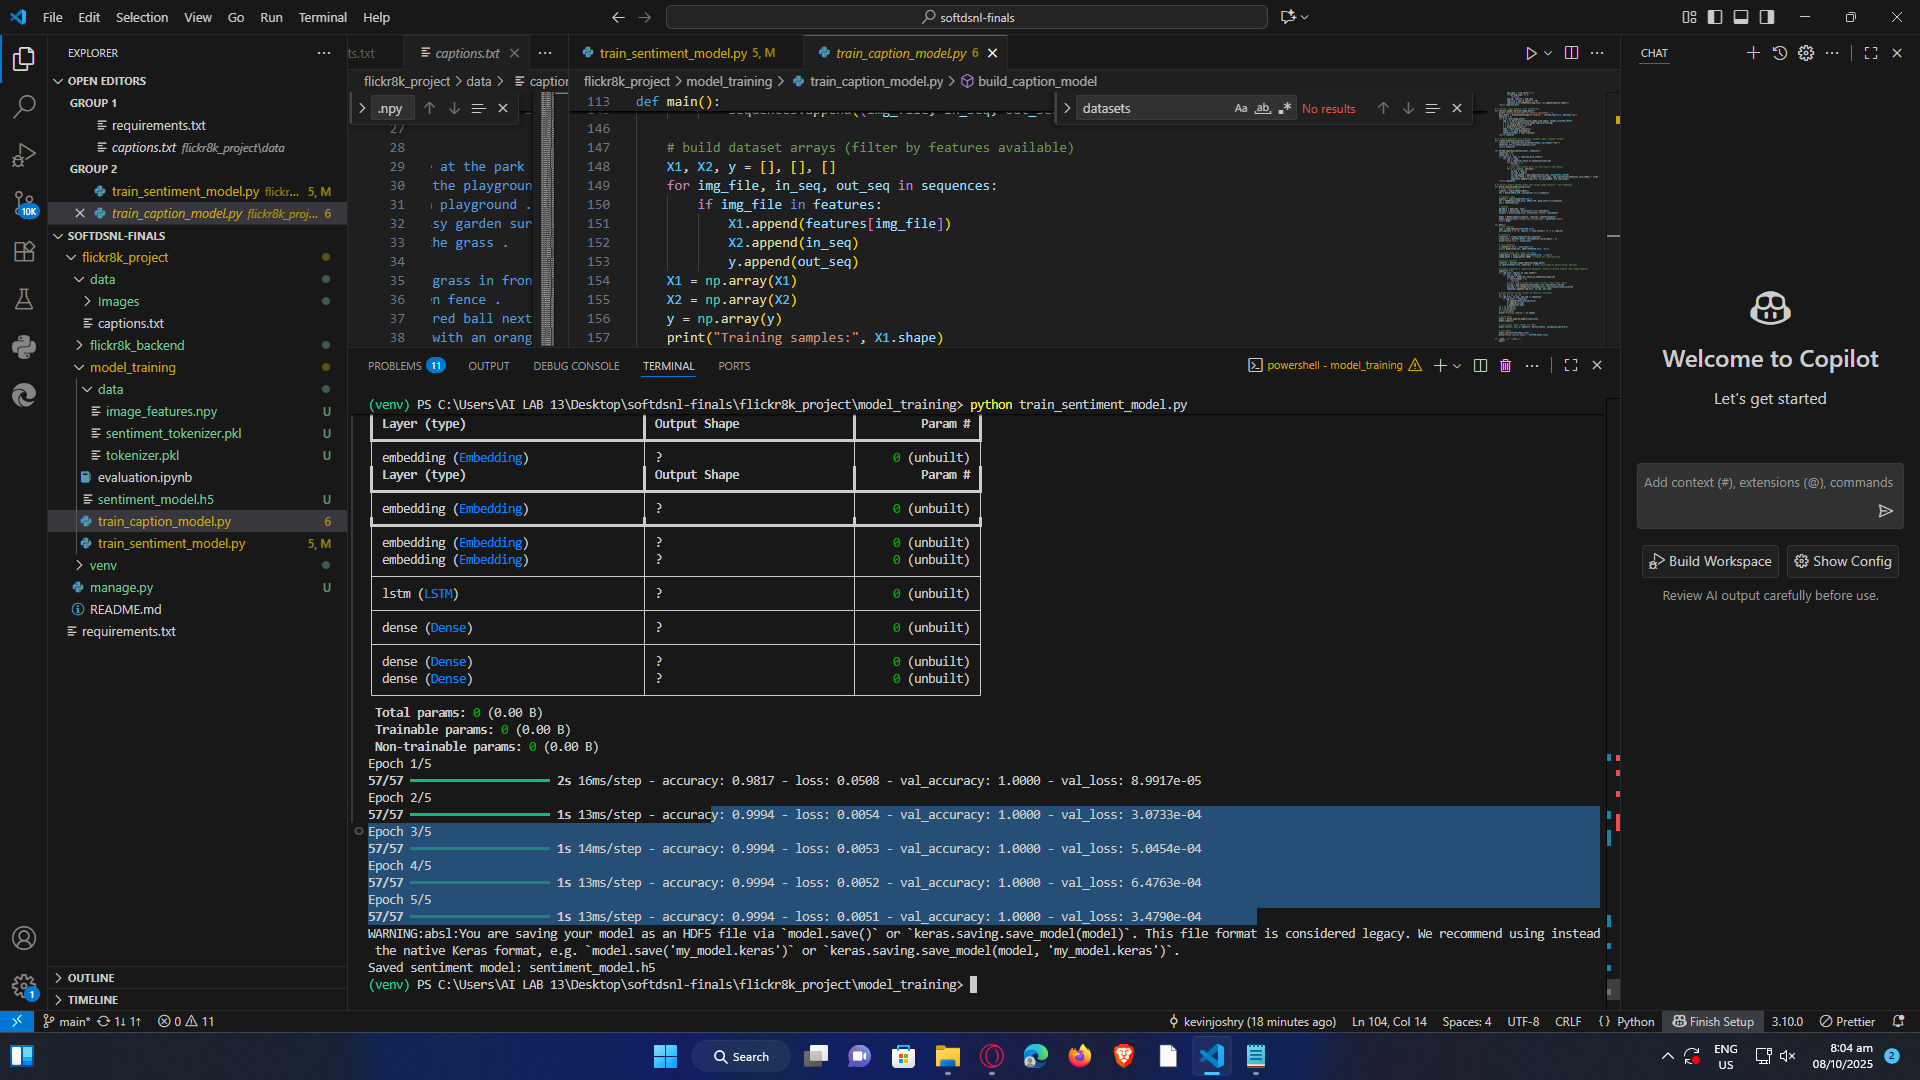 File Edit Selection View Go Run Terminal Help
softdsnl-finals
EXPLORER
OPEN EDITORS
GROUP 1
requirements.txt
captions.txt flickr8k_project\data
GROUP 2
train_sentiment_model.py flickr... 5, M
train_caption_model.py flickr8k_proj... 6
SOFTDSNL-FINALS
flickr8k_project
data
Images
captions.txt
flickr8k_backend
model_training
data
image_features.npy U
sentiment_tokenizer.pkl U
tokenizer.pkl U
evaluation.ipynb
sentiment_model.h5 U
train_caption_model.py 6
train_sentiment_model.py 5, M
venv
manage.py U
README.md
requirements.txt
OUTLINE
TIMELINE
10K
1
ts.txt captions.txt
flickr8k_project > data > caption
.npy
27
28
29 at the park
30 the playgroun
31 playground .
32 sy garden sur
33 he grass .
34
35 grass in fron
36 n fence .
37 red ball next
38 with an orang
train_sentiment_model.py 5, M train_caption_model.py 6
flickr8k_project > model_training > train_caption_model.py > build_caption_model
datasets Aa ab No results
113 def main():
146
147 # build dataset arrays (filter by features available)
148 X1, X2, y = [], [], []
149 for img_file, in_seq, out_seq in sequences:
150 if img_file in features:
151 X1.append(features[img_file])
152 X2.append(in_seq)
153 y.append(out_seq)
154 X1 = np.array(X1)
155 X2 = np.array(X2)
156 y = np.array(y)
157 print("Training samples:", X1.shape)
PROBLEMS 11 OUTPUT DEBUG CONSOLE TERMINAL PORTS
powershell - model_training
(venv) PS C:\Users\AI LAB 13\Desktop\softdsnl-finals\flickr8k_project\model_training> python train_sentiment_model.py
Layer (type) Output Shape Param #
embedding (Embedding) ? 0 (unbuilt)
Layer (type) Output Shape Param #
embedding (Embedding) ? 0 (unbuilt)
embedding (Embedding) ? 0 (unbuilt)
embedding (Embedding) ? 0 (unbuilt)
lstm (LSTM) ? 0 (unbuilt)
dense (Dense) ? 0 (unbuilt)
dense (Dense) ? 0 (unbuilt)
dense (Dense) ? 0 (unbuilt)
Total params: 0 (0.00 B)
Trainable params: 0 (0.00 B)
Non-trainable params: 0 (0.00 B)
Epoch 1/5
57/57 2s 16ms/step - accuracy: 0.9817 - loss: 0.0508 - val_accuracy: 1.0000 - val_loss: 8.9917e-05
Epoch 2/5
57/57 1s 13ms/step - accuracy: 0.9994 - loss: 0.0054 - val_accuracy: 1.0000 - val_loss: 3.0733e-04
Epoch 3/5
57/57 1s 14ms/step - accuracy: 0.9994 - loss: 0.0053 - val_accuracy: 1.0000 - val_loss: 5.0454e-04
Epoch 4/5
57/57 1s 13ms/step - accuracy: 0.9994 - loss: 0.0052 - val_accuracy: 1.0000 - val_loss: 6.4763e-04
Epoch 5/5
57/57 1s 13ms/step - accuracy: 0.9994 - loss: 0.0051 - val_accuracy: 1.0000 - val_loss: 3.4790e-04
WARNING:absl:You are saving your model as an HDF5 file via `model.save()` or `keras.saving.save_model(model)`. This file format is considered legacy. We recommend using instead
the native Keras format, e.g. `model.save('my_model.keras')` or `keras.saving.save_model(model, 'my_model.keras')`.
Saved sentiment model: sentiment_model.h5
(venv) PS C:\Users\AI LAB 13\Desktop\softdsnl-finals\flickr8k_project\model_training>
CHAT
Welcome to Copilot
Let's get started
Add context (#), extensions (@), commands
Build Workspace Show Config
Review AI output carefully before use.
main* 1↓ 1↑ 0 11
kevinjoshry (18 minutes ago) Ln 104, Col 14 Spaces: 4 UTF-8 CRLF {} Python Finish Setup 3.10.0 Prettier
Search
ENG
US
8:04 am
08/10/2025
2